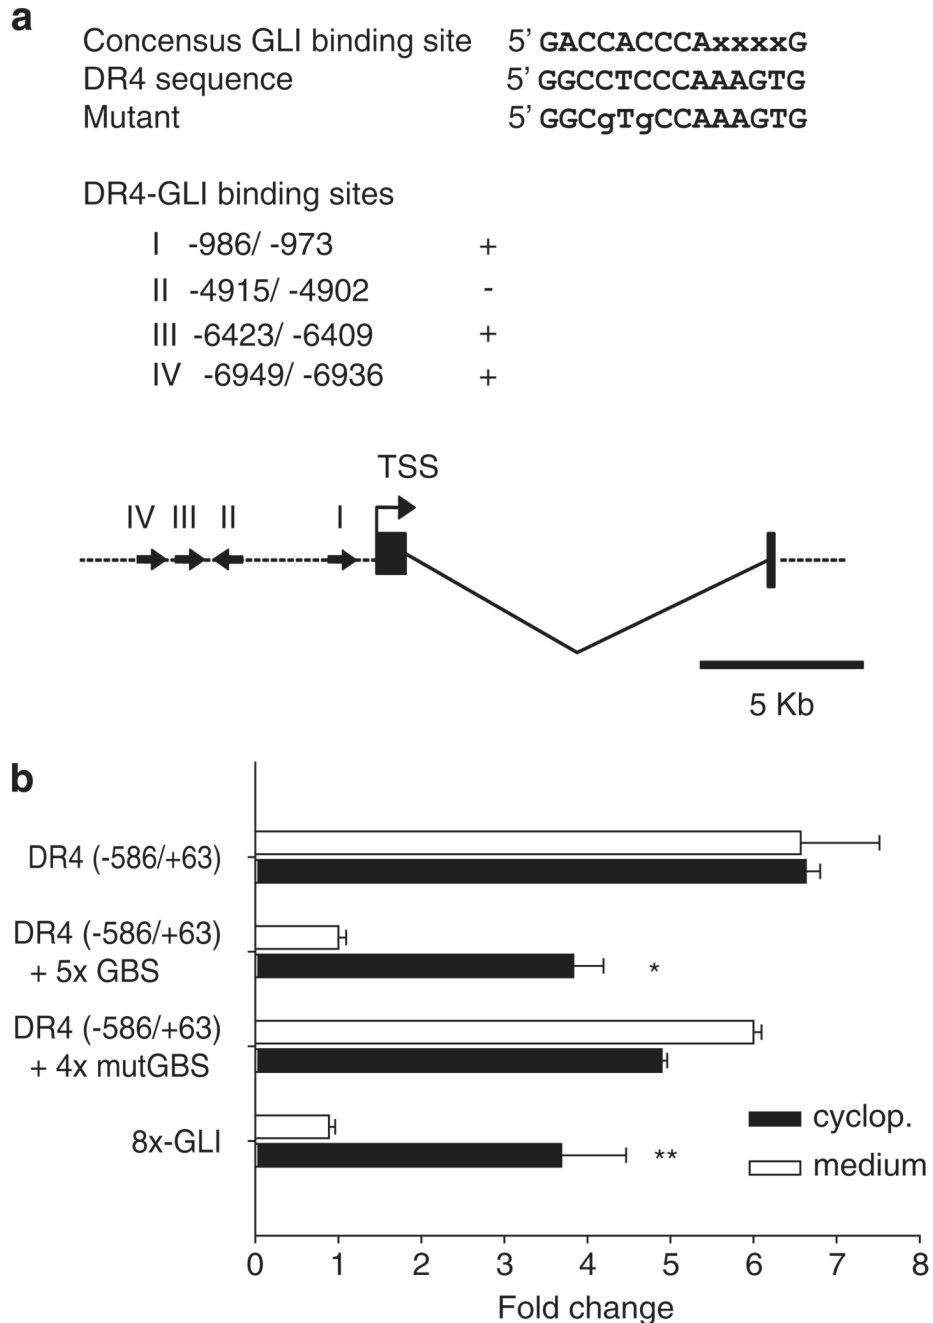 a
Concensus GLI binding site 5' GACCACCCAxxxxG
DR4 sequence 5' GGCCTCCCAAAGTG
Mutant 5' GGCgTgCCAAAGTG
DR4-GLI binding sites
I -986/ -973 +
II -4915/ -4902 -
III -6423/ -6409 +
IV -6949/ -6936 +
TSS
IV III II I
5 Kb
b
DR4 (-586/+63)
DR4 (-586/+63)
+ 5x GBS
*
DR4 (-586/+63)
+ 4x mutGBS
8x-GLI
**
cyclop.
medium
0 1 2 3 4 5 6 7 8
Fold change